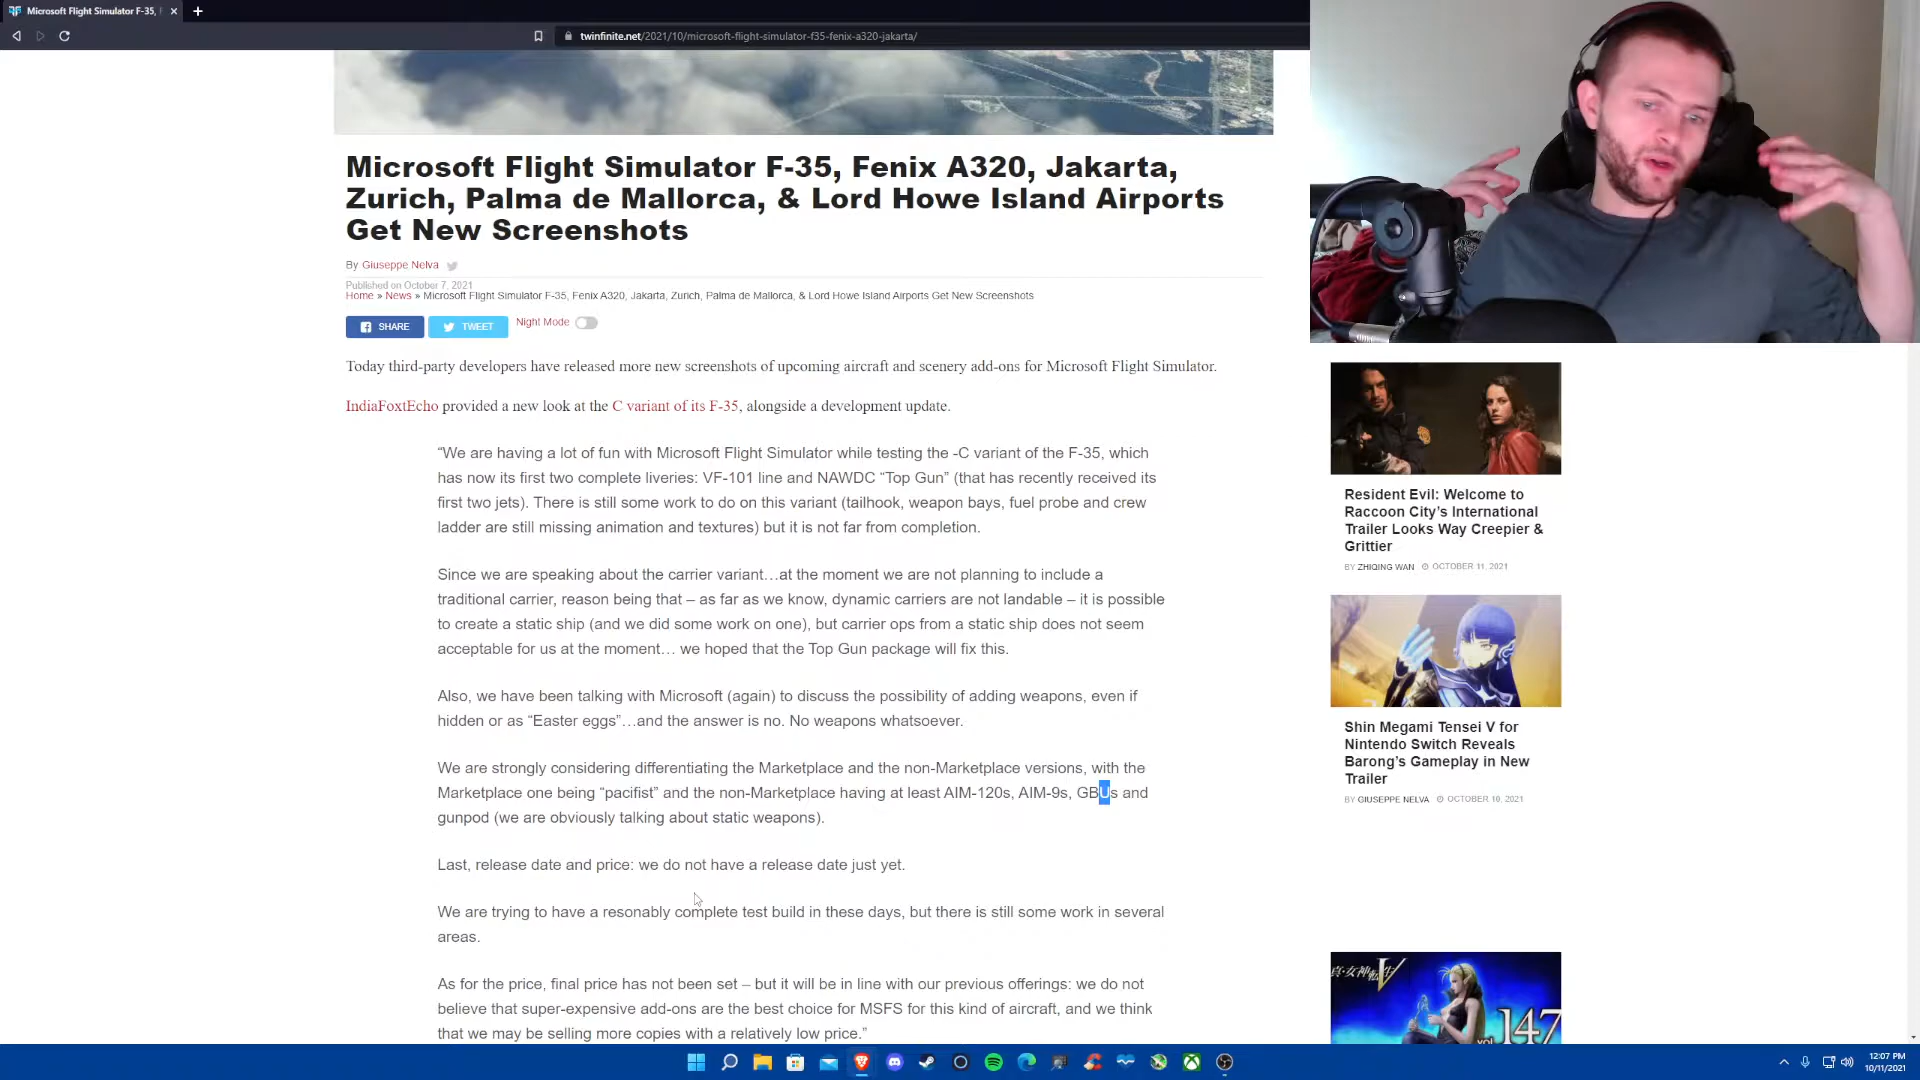 Microsoft Flight Simulator F-35, I
twinfinite.net/2021/10/microsoft-flight-simulator-f35-fenix-a320-jakarta/
Microsoft Flight Simulator F-35, Fenix A320, Jakarta,
Zurich, Palma de Mallorca, & Lord Howe Island Airports
Get New Screenshots
By Giuseppe Nelva
Published on October 7, 2021
Home » News » Microsoft Flight Simulator F-35, Fenix A320, Jakarta, Zurich, Palma de Mallorca, & Lord Howe Island Airports Get New Screenshots
SHARE
TWEET
Night Mode
Today third-party developers have released more new screenshots of upcoming aircraft and scenery add-ons for Microsoft Flight Simulator.
IndiaFoxtEcho provided a new look at the C variant of its F-35, alongside a development update.
“We are having a lot of fun with Microsoft Flight Simulator while testing the -C variant of the F-35, which
has now its first two complete liveries: VF-101 line and NAWDC “Top Gun” (that has recently received its
first two jets). There is still some work to do on this variant (tailhook, weapon bays, fuel probe and crew
ladder are still missing animation and textures) but it is not far from completion.
Since we are speaking about the carrier variant…at the moment we are not planning to include a
traditional carrier, reason being that – as far as we know, dynamic carriers are not landable – it is possible
to create a static ship (and we did some work on one), but carrier ops from a static ship does not seem
acceptable for us at the moment… we hoped that the Top Gun package will fix this.
Also, we have been talking with Microsoft (again) to discuss the possibility of adding weapons, even if
hidden or as “Easter eggs”…and the answer is no. No weapons whatsoever.
We are strongly considering differentiating the Marketplace and the non-Marketplace versions, with the
Marketplace one being “pacifist” and the non-Marketplace having at least AIM-120s, AIM-9s, GBUs and
gunpod (we are obviously talking about static weapons).
Last, release date and price: we do not have a release date just yet.
We are trying to have a resonably complete test build in these days, but there is still some work in several
areas.
As for the price, final price has not been set – but it will be in line with our previous offerings: we do not
believe that super-expensive add-ons are the best choice for MSFS for this kind of aircraft, and we think
that we may be selling more copies with a relatively low price.”
Resident Evil: Welcome to
Raccoon City’s International
Trailer Looks Way Creepier &
Grittier
BY ZHIQING WAN OCTOBER 11, 2021
Shin Megami Tensei V for
Nintendo Switch Reveals
Barong’s Gameplay in New
Trailer
BY GIUSEPPE NELVA OCTOBER 10, 2021
真・女神転生V
vol.147
12:07 PM
10/11/2021